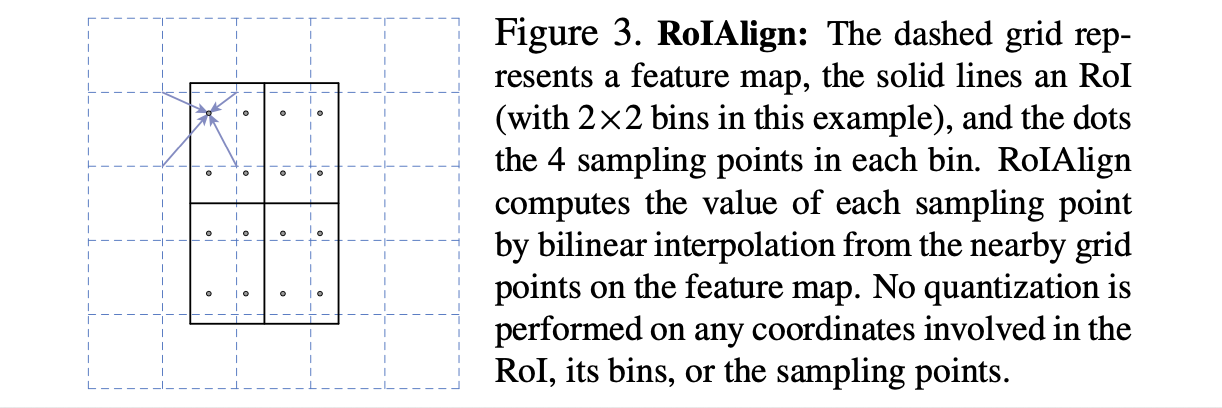 Figure 3. RoIAlign: The dashed grid rep-
resents a feature map, the solid lines an RoI
(with 2×2 bins in this example), and the dots
the 4 sampling points in each bin. RoIAlign
computes the value of each sampling point
by bilinear interpolation from the nearby grid
points on the feature map. No quantization is
performed on any coordinates involved in the
RoI, its bins, or the sampling points.